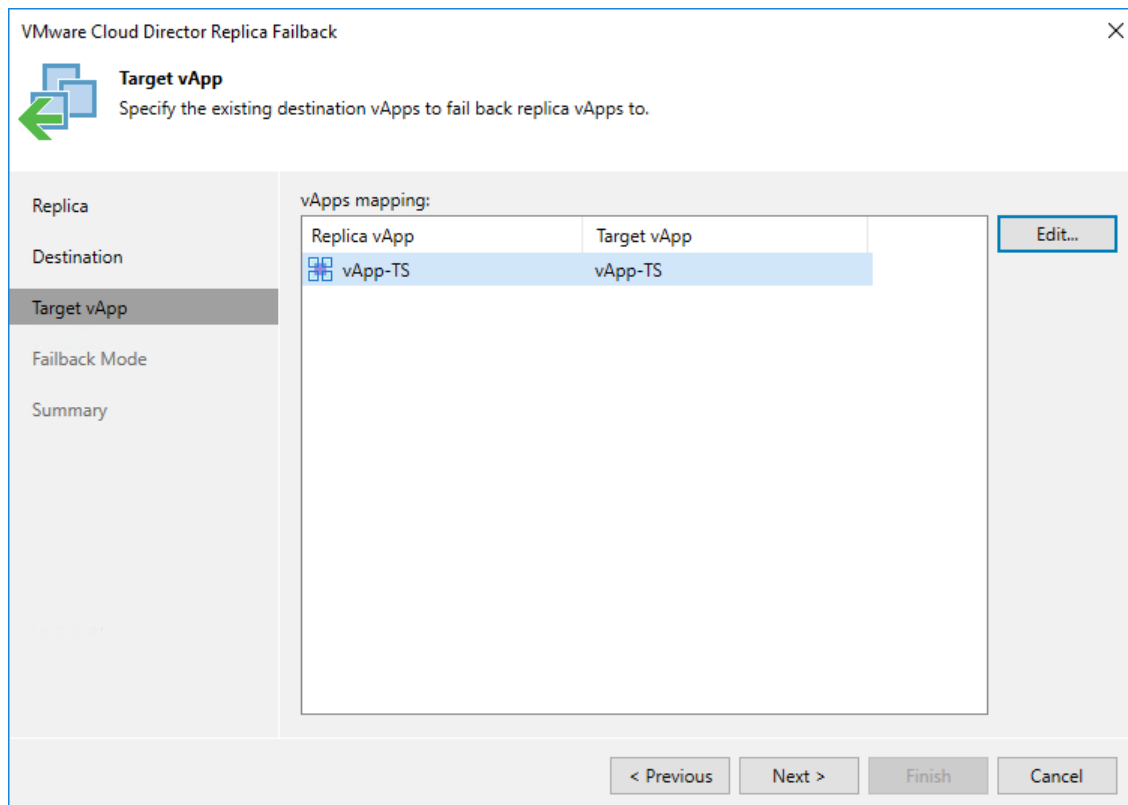 VMware Cloud Director Replica Failback
Target vApp
Specify the existing destination vApps to fail back replica vApps to.
Replica
Destination
Target vApp
Failback Mode
Summary
vApps mapping:
Replica vApp Target vApp
vApp-TS vApp-TS
Edit...
< Previous Next > Finish Cancel